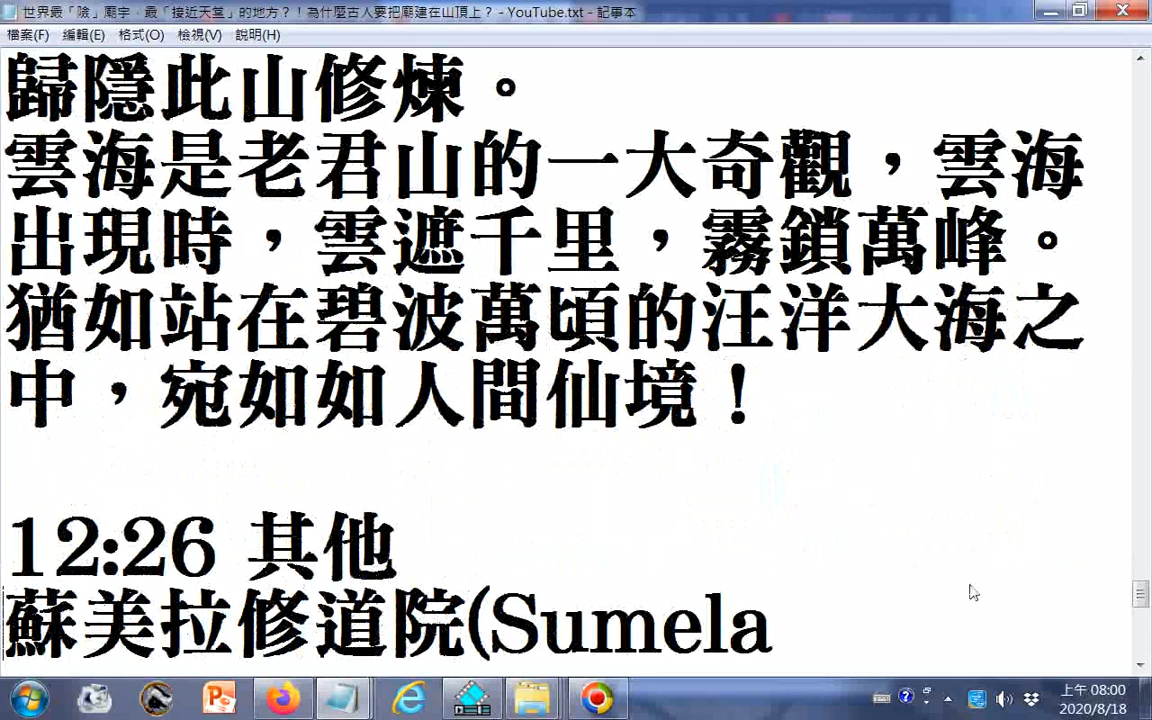 世界最「險」廟宇，最「接近天堂」的地方？！為什麼古人要把廟建在山頂上？ - YouTube.txt - 記事本
檔案(F) 編輯(E) 格式(O) 檢視(V) 說明(H)
歸隱此山修煉。
雲海是老君山的一大奇觀，雲海
出現時，雲遮千里，霧鎖萬峰。
猶如站在碧波萬頃的汪洋大海之
中，宛如如人間仙境！
12:26 其他
蘇美拉修道院(Sumela
上午 08:00
2020/8/18